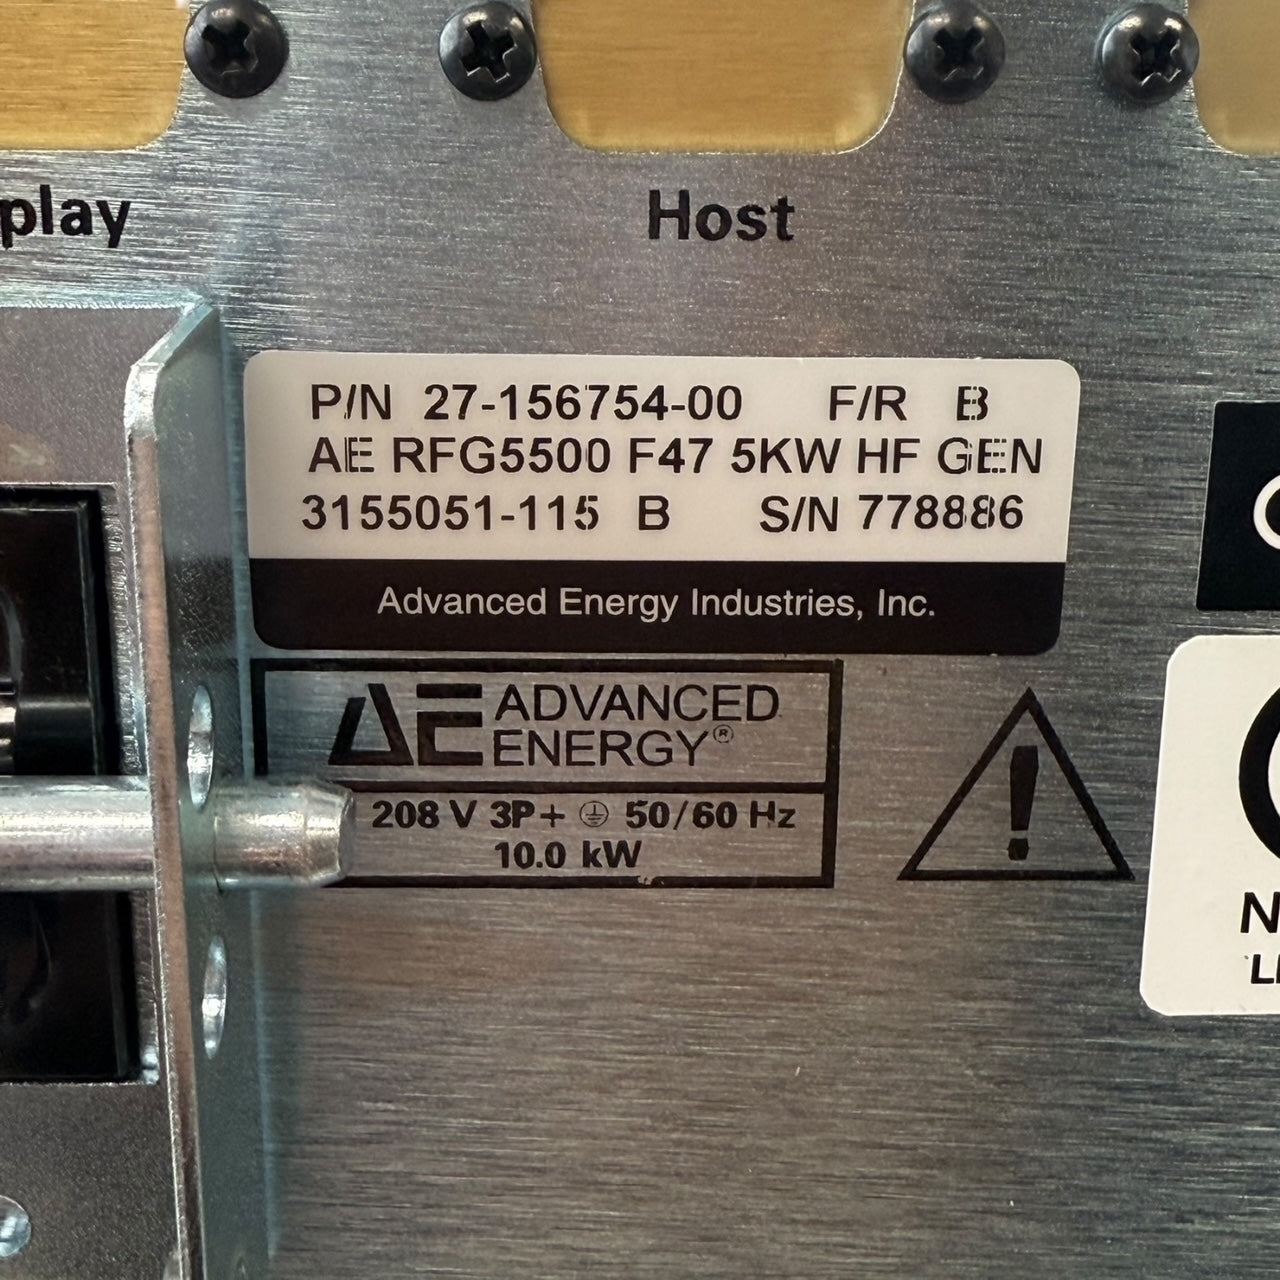 play
Host
P/N 27-156754-00 F/R B
AE RFG5500 F47 5KW HF GEN
3155051-115 B S/N 778886
Advanced Energy Industries, Inc.
AE ADVANCED
ENERGY®
208 V 3P+ ⏚ 50/60 Hz
10.0 kW